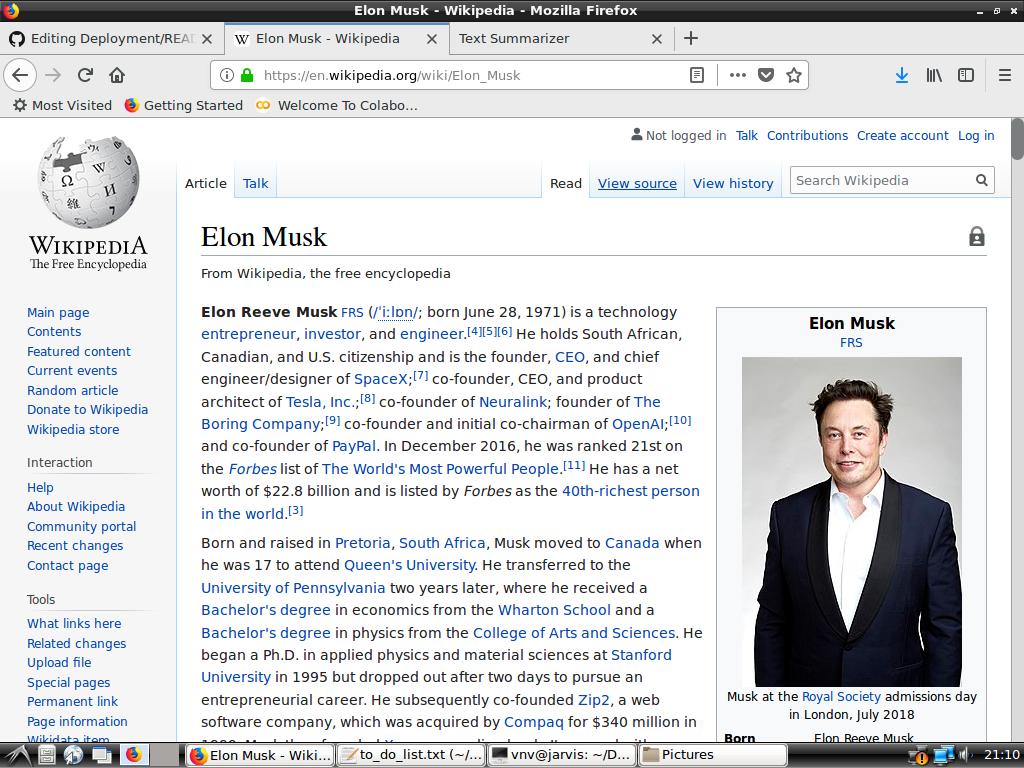 Elon Musk - Wikipedia - Mozilla Firefox
Editing Deployment/REA
Elon Musk - Wikipedia
Text Summarizer
https://en.wikipedia.org/wiki/Elon_Musk
Most Visited
Getting Started
Welcome To Colabo…
Not logged in Talk Contributions Create account Log in
Article Talk
Read View source View history
Search Wikipedia
WIKIPEDIA
The Free Encyclopedia
Main page
Contents
Featured content
Current events
Random article
Donate to Wikipedia
Wikipedia store
Interaction
Help
About Wikipedia
Community portal
Recent changes
Contact page
Tools
What links here
Related changes
Upload file
Special pages
Permanent link
Page information
Wikidata item
Elon Musk
From Wikipedia, the free encyclopedia
Elon Reeve Musk FRS (/ˈiːlɒn/; born June 28, 1971) is a technology
entrepreneur, investor, and engineer.[4][5][6] He holds South African,
Canadian, and U.S. citizenship and is the founder, CEO, and chief
engineer/designer of SpaceX;[7] co-founder, CEO, and product
architect of Tesla, Inc.;[8] co-founder of Neuralink; founder of The
Boring Company;[9] co-founder and initial co-chairman of OpenAI;[10]
and co-founder of PayPal. In December 2016, he was ranked 21st on
the Forbes list of The World's Most Powerful People.[11] He has a net
worth of $22.8 billion and is listed by Forbes as the 40th-richest person
in the world.[3]
Born and raised in Pretoria, South Africa, Musk moved to Canada when
he was 17 to attend Queen's University. He transferred to the
University of Pennsylvania two years later, where he received a
Bachelor's degree in economics from the Wharton School and a
Bachelor's degree in physics from the College of Arts and Sciences. He
began a Ph.D. in applied physics and material sciences at Stanford
University in 1995 but dropped out after two days to pursue an
entrepreneurial career. He subsequently co-founded Zip2, a web
software company, which was acquired by Compaq for $340 million in
Elon Musk
FRS
Musk at the Royal Society admissions day
in London, July 2018
Born Elon Reeve Musk
Elon Musk - Wiki…
to_do_list.txt (~/…
vnv@jarvis: ~/D…
Pictures
21:10